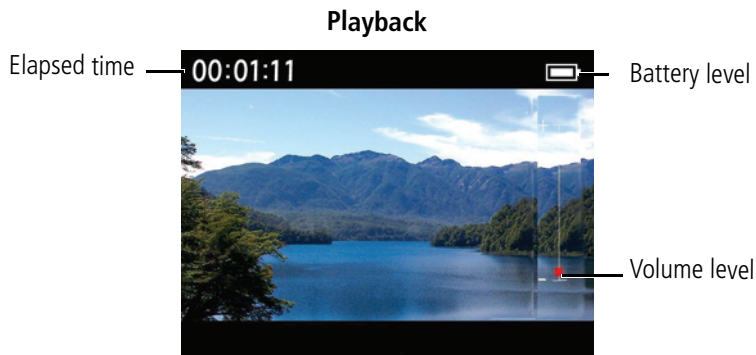 Playback
Elapsed time
00:01:11
Battery level
Volume level